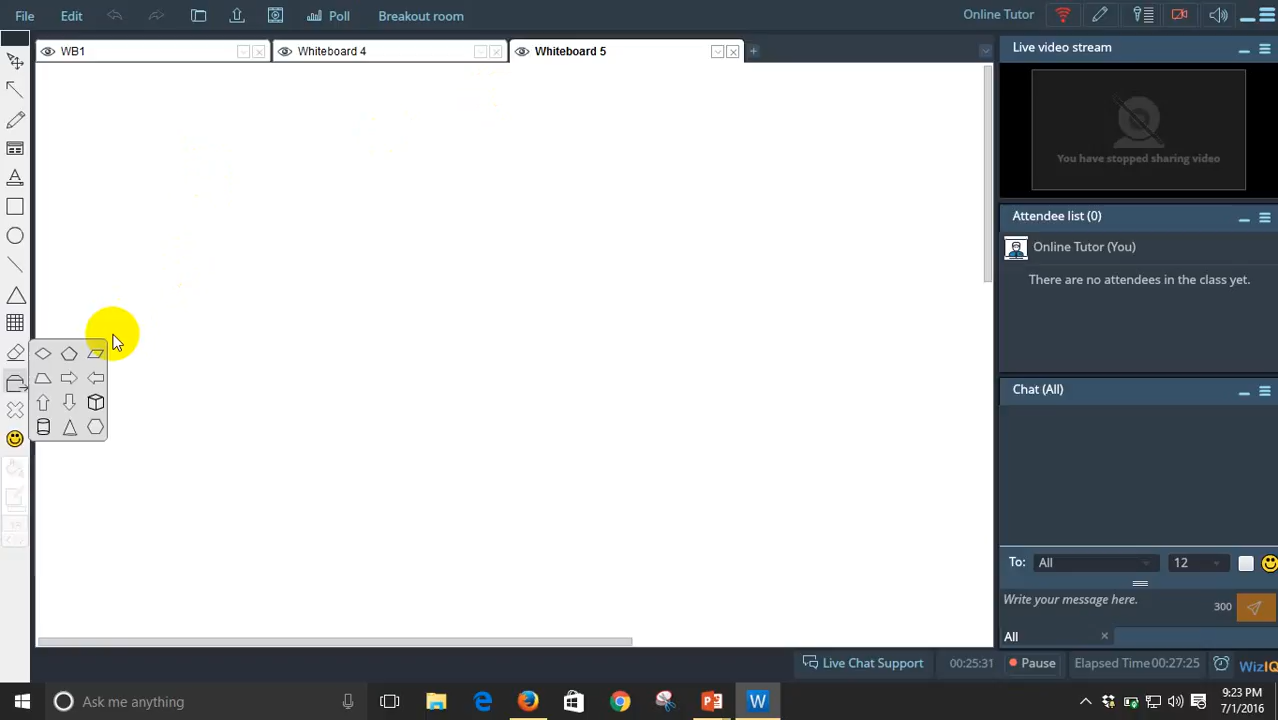 File Edit Poll Breakout room Online Tutor
WB1 Whiteboard 4 Whiteboard 5
Live video stream
You have stopped sharing video
Attendee list (0)
Online Tutor (You)
There are no attendees in the class yet.
Chat (All)
To: All 12
Write your message here. 300
All
Live Chat Support 00:25:31 Pause Elapsed Time 00:27:25 WizIQ
Ask me anything
9:23 PM
7/1/2016